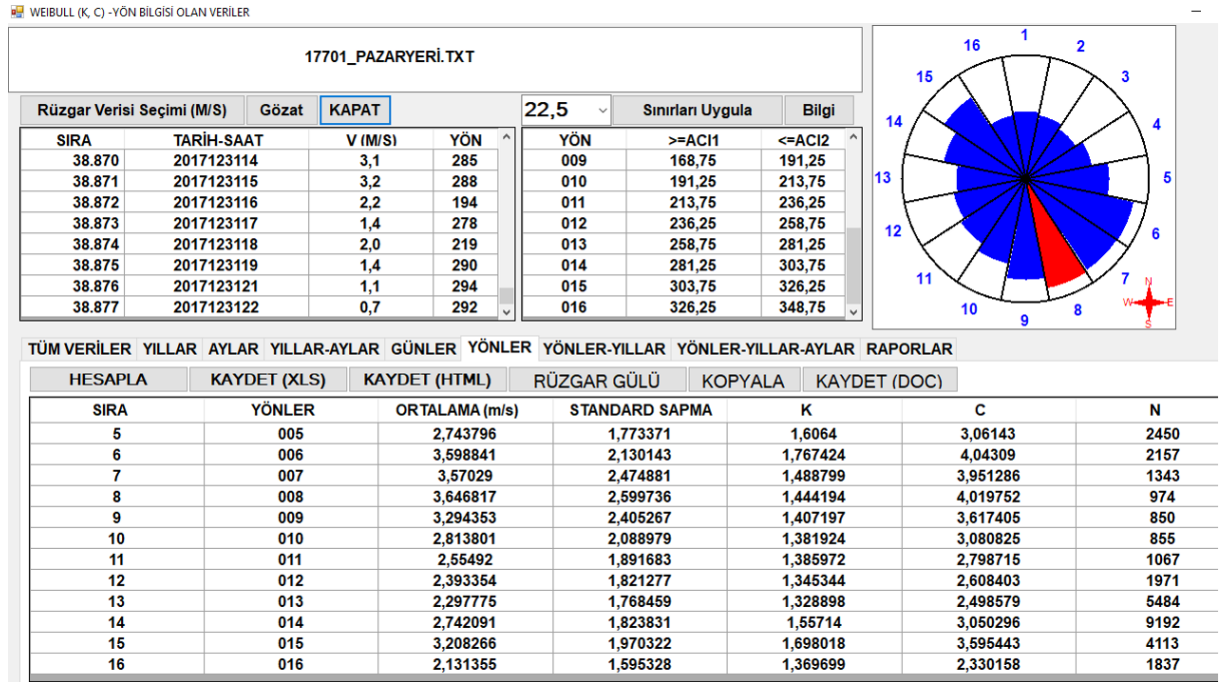 WEIBULL (K, C) -YÖN BİLGİSİ OLAN VERİLER
17701_PAZARYERİ.TXT
Rüzgar Verisi Seçimi (M/S) Gözat KAPAT 22,5 Sınırları Uygula Bilgi
SIRA TARİH-SAAT V (M/S) YÖN
38.870 2017123114 3,1 285
38.871 2017123115 3,2 288
38.872 2017123116 2,2 194
38.873 2017123117 1,4 278
38.874 2017123118 2,0 219
38.875 2017123119 1,4 290
38.876 2017123121 1,1 294
38.877 2017123122 0,7 292
YÖN >=ACI1 <=ACI2
009 168,75 191,25
010 191,25 213,75
011 213,75 236,25
012 236,25 258,75
013 258,75 281,25
014 281,25 303,75
015 303,75 326,25
016 326,25 348,75
1
2
3
4
5
6
7
8
9
10
11
12
13
14
15
16
N
W E
S
TÜM VERİLER YILLAR AYLAR YILLAR-AYLAR GÜNLER YÖNLER YÖNLER-YILLAR YÖNLER-YILLAR-AYLAR RAPORLAR
HESAPLA KAYDET (XLS) KAYDET (HTML) RÜZGAR GÜLÜ KOPYALA KAYDET (DOC)
SIRA YÖNLER ORTALAMA (m/s) STANDARD SAPMA K C N
5 005 2,743796 1,773371 1,6064 3,06143 2450
6 006 3,598841 2,130143 1,767424 4,04309 2157
7 007 3,57029 2,474881 1,488799 3,951286 1343
8 008 3,646817 2,599736 1,444194 4,019752 974
9 009 3,294353 2,405267 1,407197 3,617405 850
10 010 2,813801 2,088979 1,381924 3,080825 855
11 011 2,55492 1,891683 1,385972 2,798715 1067
12 012 2,393354 1,821277 1,345344 2,608403 1971
13 013 2,297775 1,768459 1,328898 2,498579 5484
14 014 2,742091 1,823831 1,55714 3,050296 9192
15 015 3,208266 1,970322 1,698018 3,595443 4113
16 016 2,131355 1,595328 1,369699 2,330158 1837